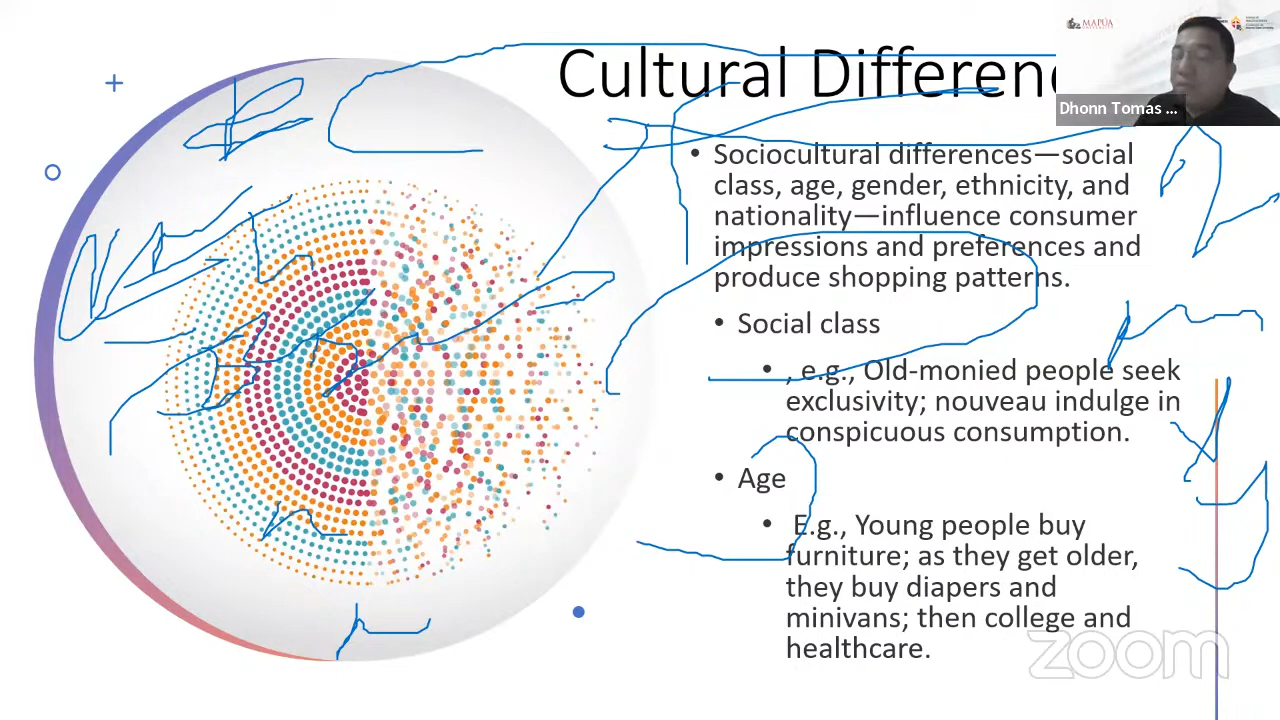 Cultural Differenc
MAPÚA
Dhonn Tomas ...
• Sociocultural differences—social
class, age, gender, ethnicity, and
nationality—influence consumer
impressions and preferences and
produce shopping patterns.
• Social class
• , e.g., Old-monied people seek
exclusivity; nouveau indulge in
conspicuous consumption.
• Age
• E.g., Young people buy
furniture; as they get older,
they buy diapers and
minivans; then college and
healthcare.
zoom